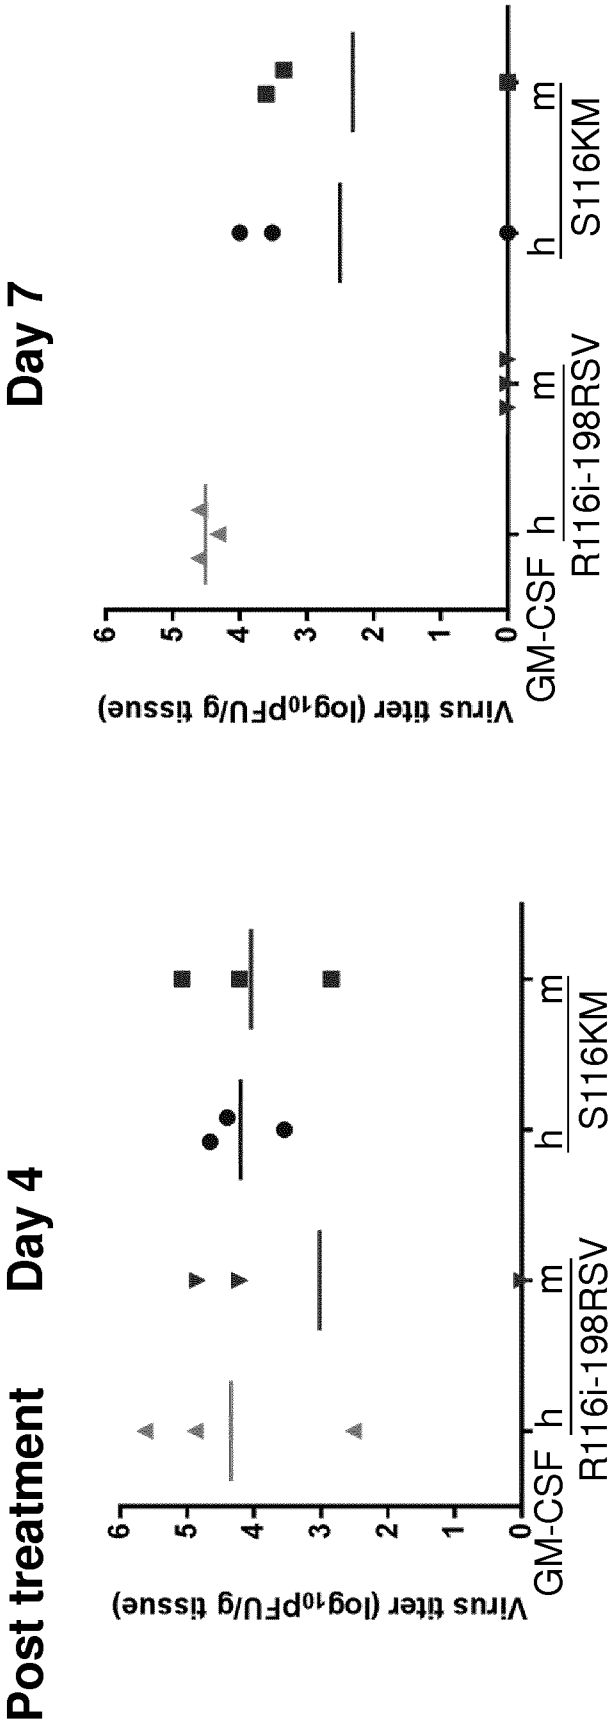 Post treatment
Day 4
Virus titer (log10pFU/g tissue)
6
5
4
3
2
1
0
GM-CSF h m h m
R116i-198RSV S116KM
Day 7
Virus titer (log10pFU/g tissue)
6
5
4
3
2
1
0
GM-CSF h m h m
R116i-198RSV S116KM